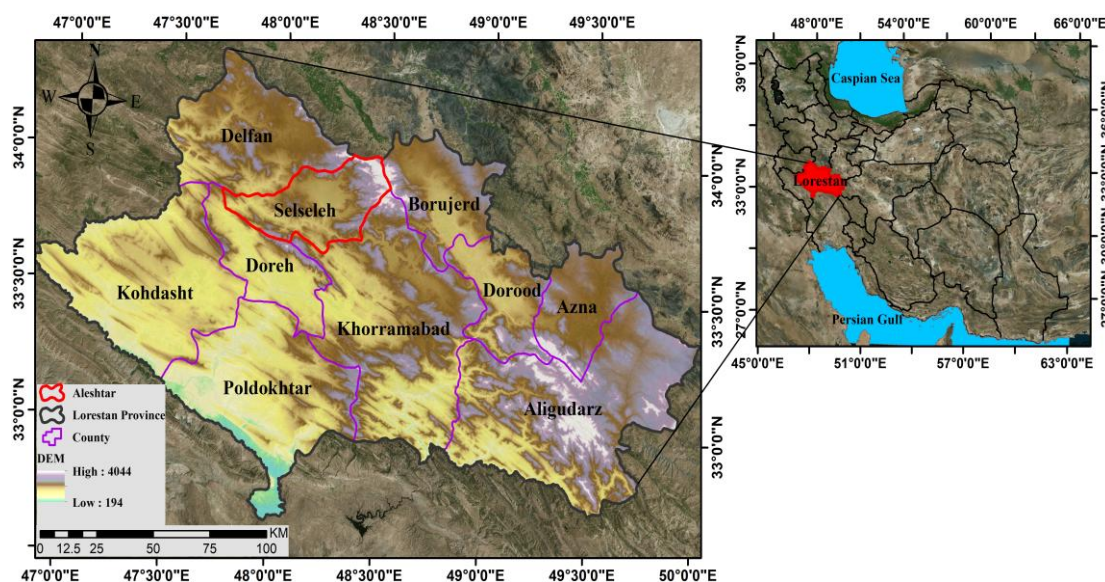 47°0'0"E 47°30'0"E 48°0'0"E 48°30'0"E 49°0'0"E 49°30'0"E
N
W E
S
34°0'0"N
33°30'0"N
33°0'0"N
Delfan
Selseleh
Borujerd
Doreh
Kohdasht
Dorood
Azna
Khorramabad
Poldokhtar
Aligudarz
34°0'0"N
33°30'0"N
33°0'0"N
Aleshtar
Lorestan Province
County
DEM
High : 4044
Low : 194
KM
0 12.5 25 50 75 100
47°0'0"E 47°30'0"E 48°0'0"E 48°30'0"E 49°0'0"E 49°30'0"E 50°0'0"E
48°0'0"E 54°0'0"E 60°0'0"E 66°0'0"E
39°0'0"N
33°0'0"N
27°0'0"N
Caspian Sea
Lorestan
Persian Gulf
45°0'0"E 51°0'0"E 57°0'0"E 63°0'0"E